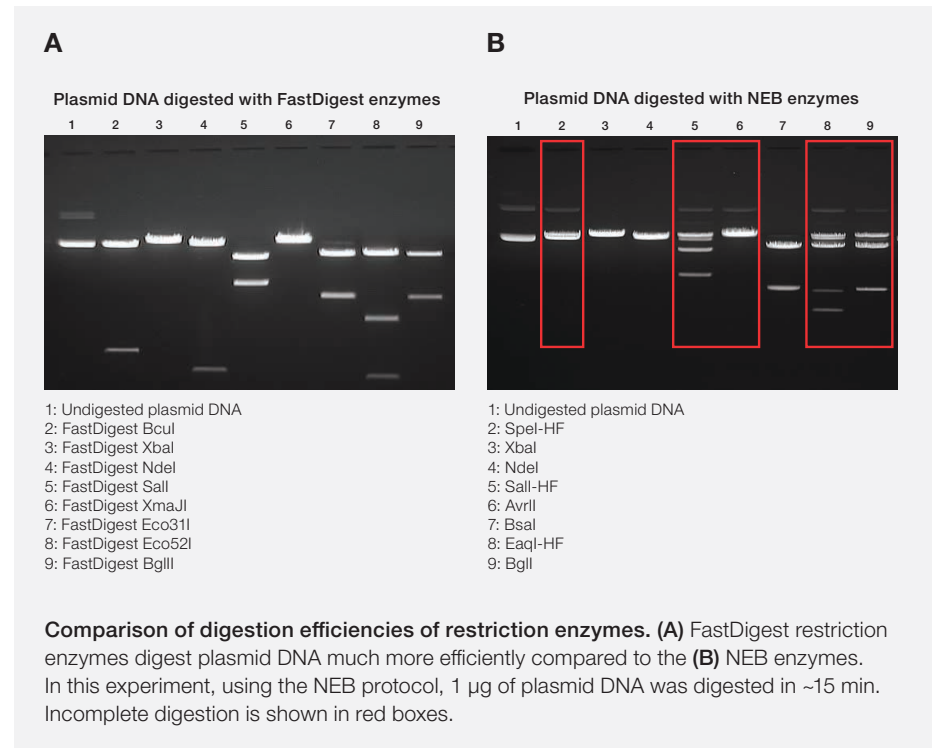 A
Plasmid DNA digested with FastDigest enzymes
1 2 3 4 5 6 7 8 9
1: Undigested plasmid DNA
2: FastDigest BcuI
3: FastDigest XbaI
4: FastDigest NdeI
5: FastDigest SalI
6: FastDigest XmaJI
7: FastDigest Eco31I
8: FastDigest Eco52I
9: FastDigest BglII
B
Plasmid DNA digested with NEB enzymes
1 2 3 4 5 6 7 8 9
1: Undigested plasmid DNA
2: SpeI-HF
3: XbaI
4: NdeI
5: SalI-HF
6: AvrII
7: BsaI
8: EaqI-HF
9: BglI
Comparison of digestion efficiencies of restriction enzymes. (A) FastDigest restriction
enzymes digest plasmid DNA much more efficiently compared to the (B) NEB enzymes.
In this experiment, using the NEB protocol, 1 µg of plasmid DNA was digested in ~15 min.
Incomplete digestion is shown in red boxes.